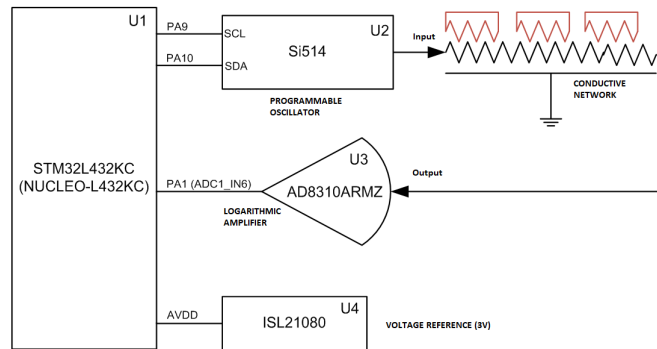 U1
PA9
SCL
U2
Si514
Input
PA10
SDA
PROGRAMMABLE
OSCILLATOR
CONDUCTIVE
NETWORK
STM32L432KC
(NUCLEO-L432KC)
PA1 (ADC1_IN6)
U3
AD8310ARMZ
Output
LOGARITHMIC
AMPLIFIER
AVDD
U4
ISL21080
VOLTAGE REFERENCE (3V)